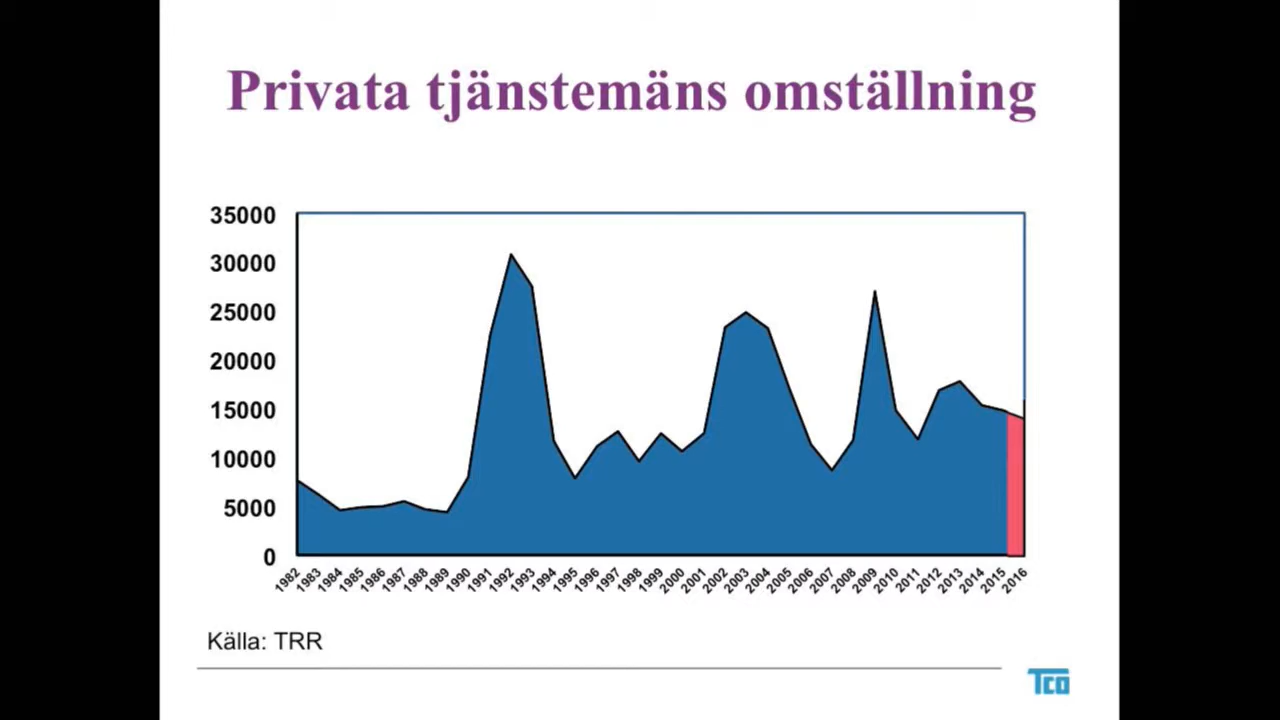 Privata tjänstemäns omställning
35000
30000
25000
20000
15000
10000
5000
0
1982 1983 1984 1985 1986 1987 1988 1989 1990 1991 1992 1993 1994 1995 1996 1997 1998 1999 2000 2001 2002 2003 2004 2005 2006 2007 2008 2009 2010 2011 2012 2013 2014 2015 2016
Källa: TRR
TCO